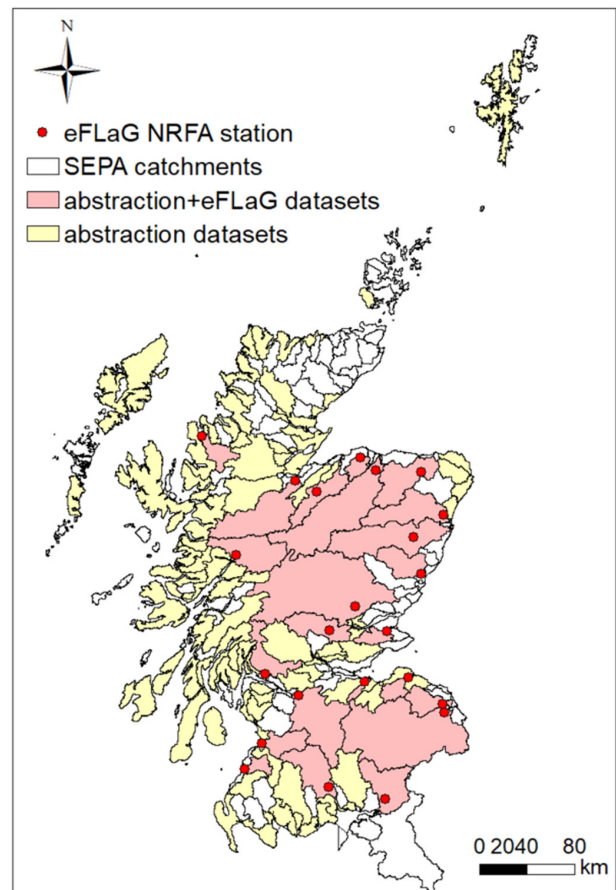 N
eFLaG NRFA station
SEPA catchments
abstraction+eFLaG datasets
abstraction datasets
0 2040 80
km